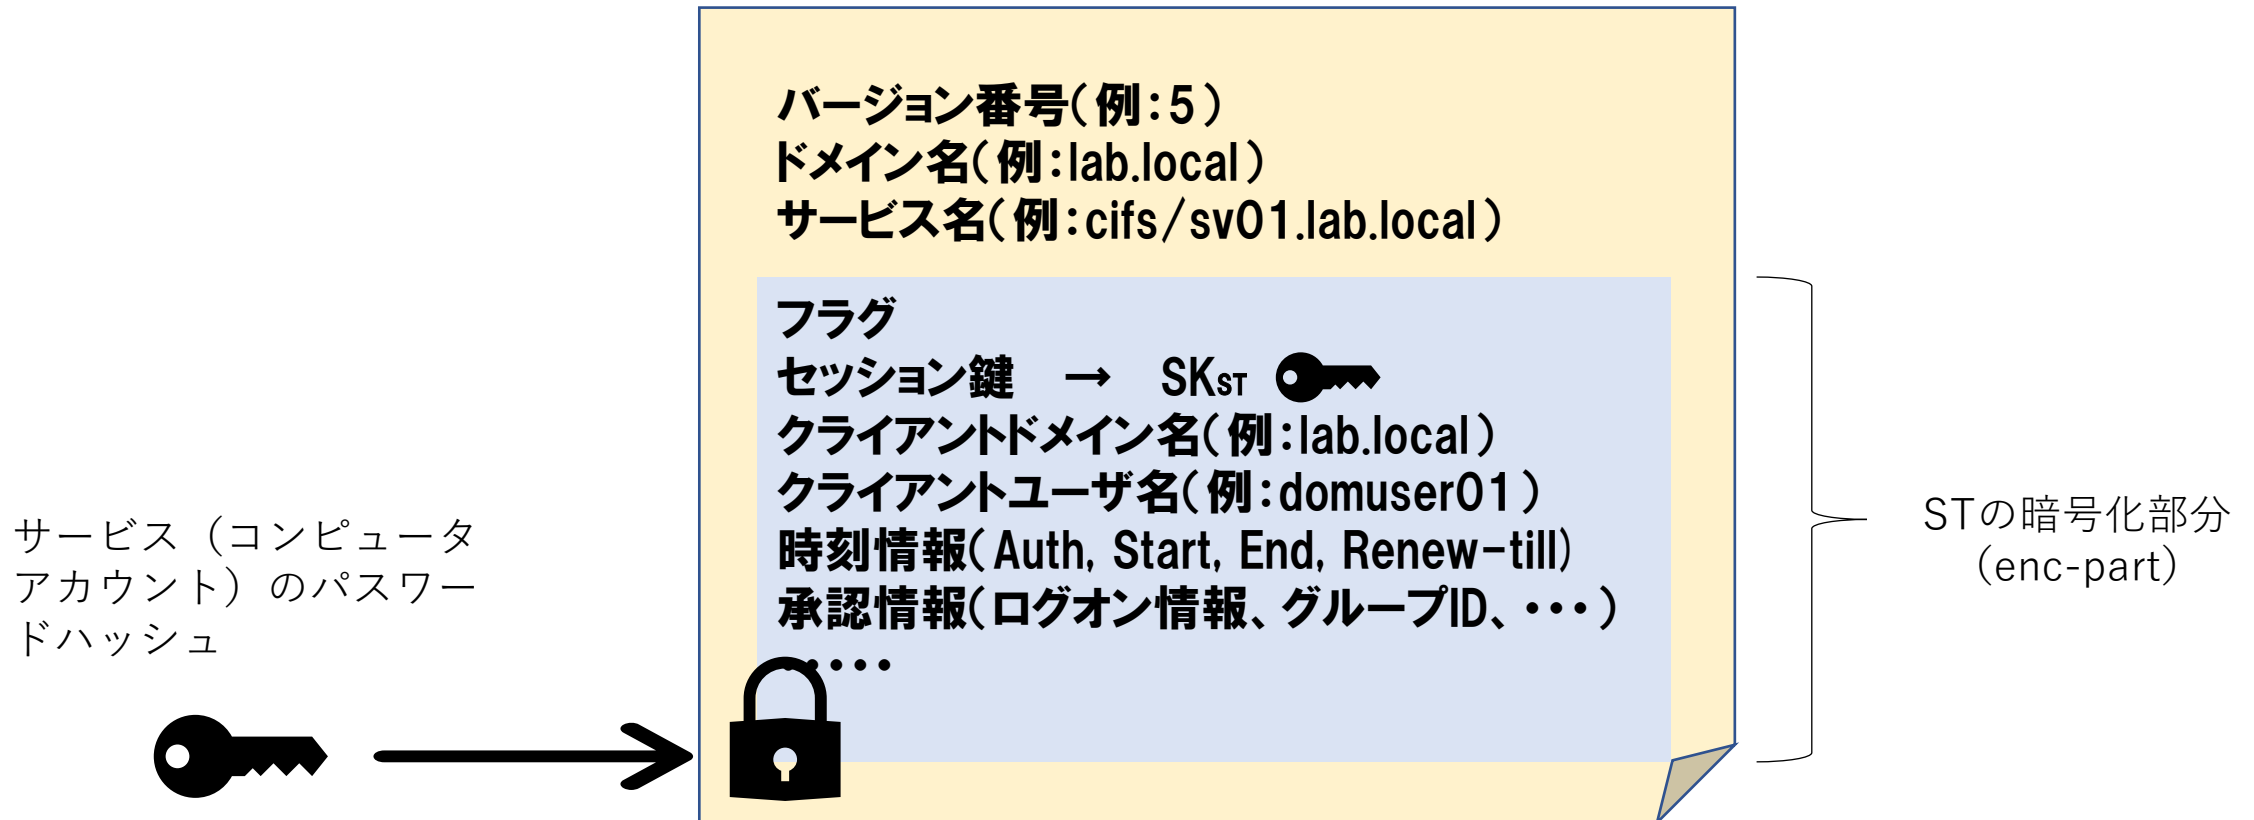 バージョン番号(例:5)
ドメイン名(例:lab.local)
サービス名(例:cifs/sv01.lab.local)
フラグ
セッション鍵 → SKST
クライアントドメイン名(例:lab.local)
クライアントユーザ名(例:domuser01)
時刻情報(Auth, Start, End, Renew-till)
承認情報(ログオン情報、グループID、・・・)
・・・・・
サービス（コンピュータ
アカウント）のパスワー
ドハッシュ
STの暗号化部分
（enc-part）